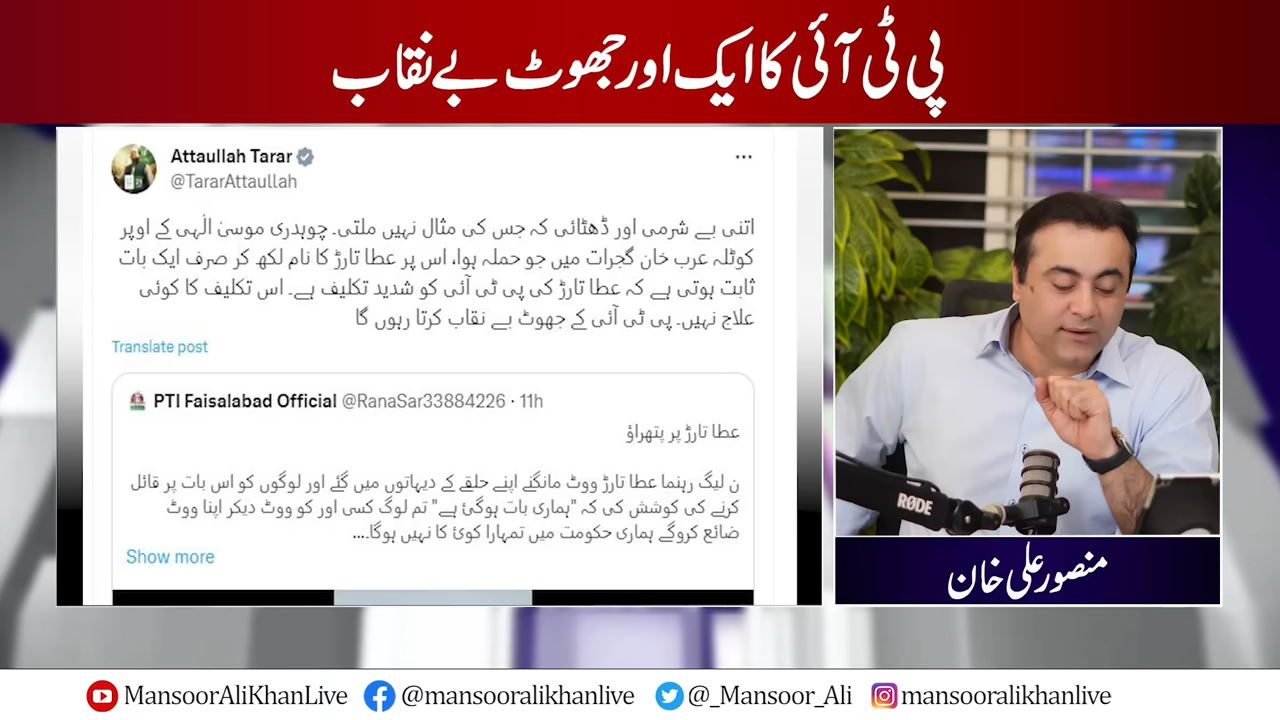 پی ٹی آئی کا ایک اور جھوٹ بے نقاب
Attaullah Tarar
@TararAttaullah
اتنی بے شرمی اور ڈھٹائی کہ جس کی مثال نہیں ملتی۔ چوہدری موسیٰ الٰہی کے اوپر
کوٹلہ عرب خان گجرات میں جو حملہ ہوا، اس پر عطا تارڑ کا نام لکھ کر صرف ایک بات
ثابت ہوتی ہے کہ عطا تارڑ کی پی ٹی آئی کو شدید تکلیف ہے۔ اس تکلیف کا کوئی
علاج نہیں۔ پی ٹی آئی کے جھوٹ بے نقاب کرتا رہوں گا
Translate post
PTI Faisalabad Official @RanaSar33884226 · 11h
عطا تارڑ پر پتھراؤ
ن لیگ رہنما عطا تارڑ ووٹ مانگنے اپنے حلقے کے دیہاتوں میں گئے اور لوگوں کو اس بات پر قائل
کرنے کی کوشش کی کہ "ہماری بات ہوگئ ہے" تم لوگ کسی اور کو ووٹ دیکر اپنا ووٹ
ضائع کروگے ہماری حکومت میں تمہارا کوئ کا نہیں ہوگا۔...
Show more
RØDE
منصور علی خان
MansoorAliKhanLive @mansooralikhanlive @_Mansoor_Ali mansooralikhanlive